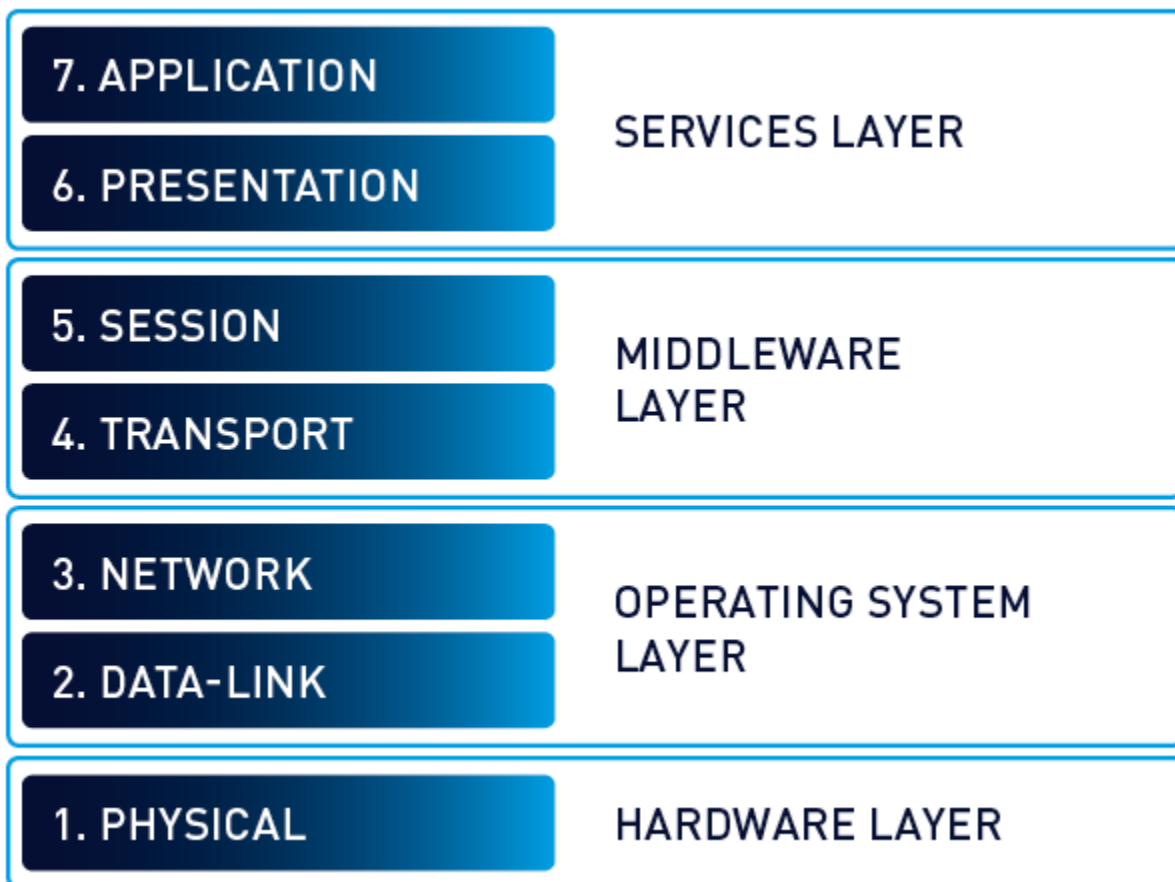 7. APPLICATION
SERVICES LAYER
6. PRESENTATION
5. SESSION
MIDDLEWARE
LAYER
4. TRANSPORT
3. NETWORK
OPERATING SYSTEM
LAYER
2. DATA-LINK
1. PHYSICAL
HARDWARE LAYER